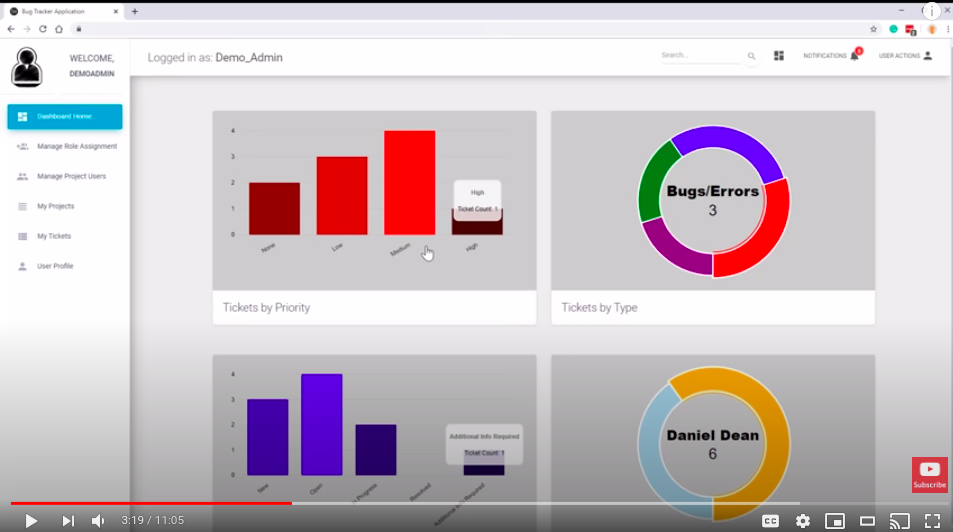 Bug Tracker Application
WELCOME,
DEMOADMIN
Logged in as: Demo_Admin
Search...
NOTIFICATIONS
USER ACTIONS
Dashboard Home
Manage Role Assignment
Manage Project Users
My Projects
My Tickets
User Profile
4
3
2
1
0
None
Low
Medium
High
High
Ticket Count: 1
Tickets by Priority
Bugs/Errors
3
Tickets by Type
4
3
2
1
0
New
Open
Progress
Resolved
Additional Info Required
Additional Info Required
Ticket Count: 1
Daniel Dean
6
Subscribe
3:19 / 11:05
CC